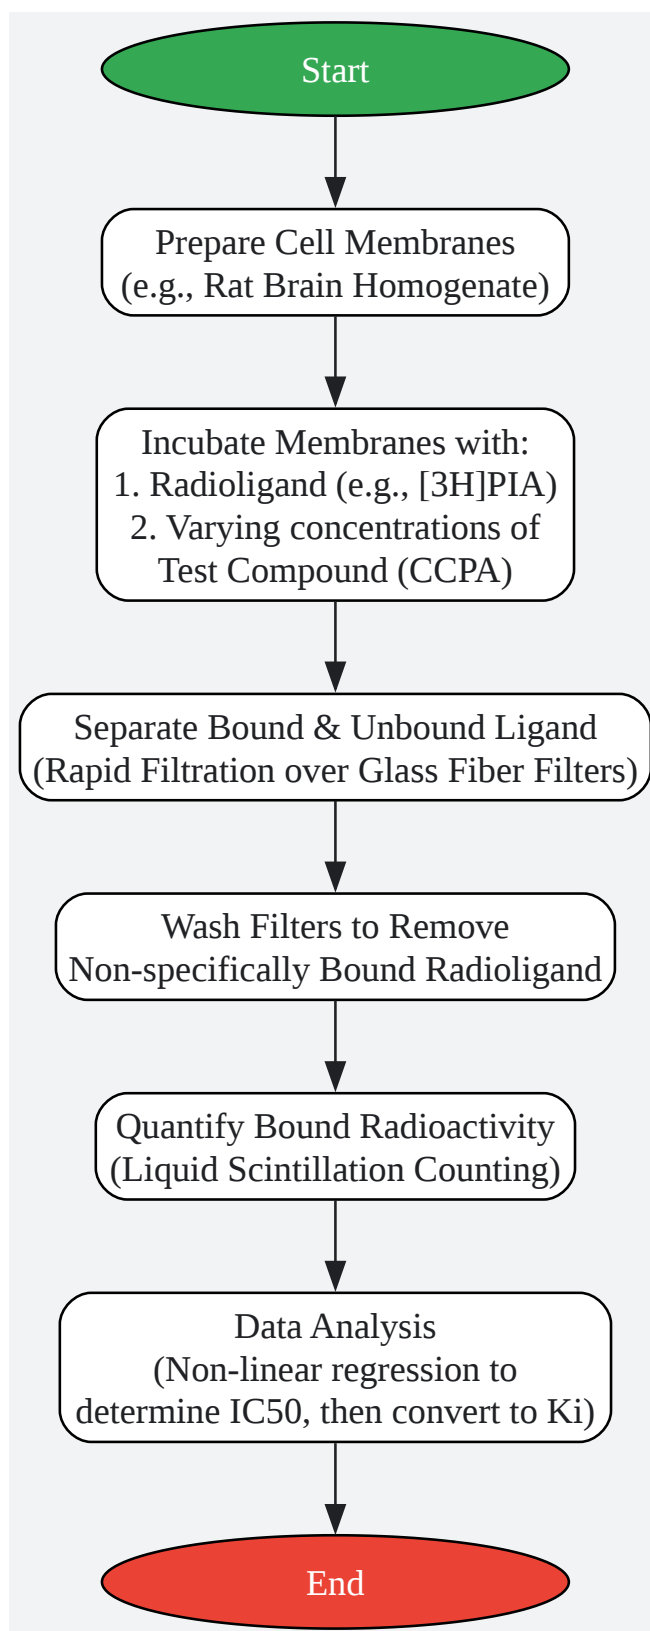 Start
Prepare Cell Membranes
(e.g., Rat Brain Homogenate)
Incubate Membranes with:
1. Radioligand (e.g., [3H]PIA)
2. Varying concentrations of
Test Compound (CCPA)
Separate Bound & Unbound Ligand
(Rapid Filtration over Glass Fiber Filters)
Wash Filters to Remove
Non-specifically Bound Radioligand
Quantify Bound Radioactivity
(Liquid Scintillation Counting)
Data Analysis
(Non-linear regression to
determine IC50, then convert to Ki)
End